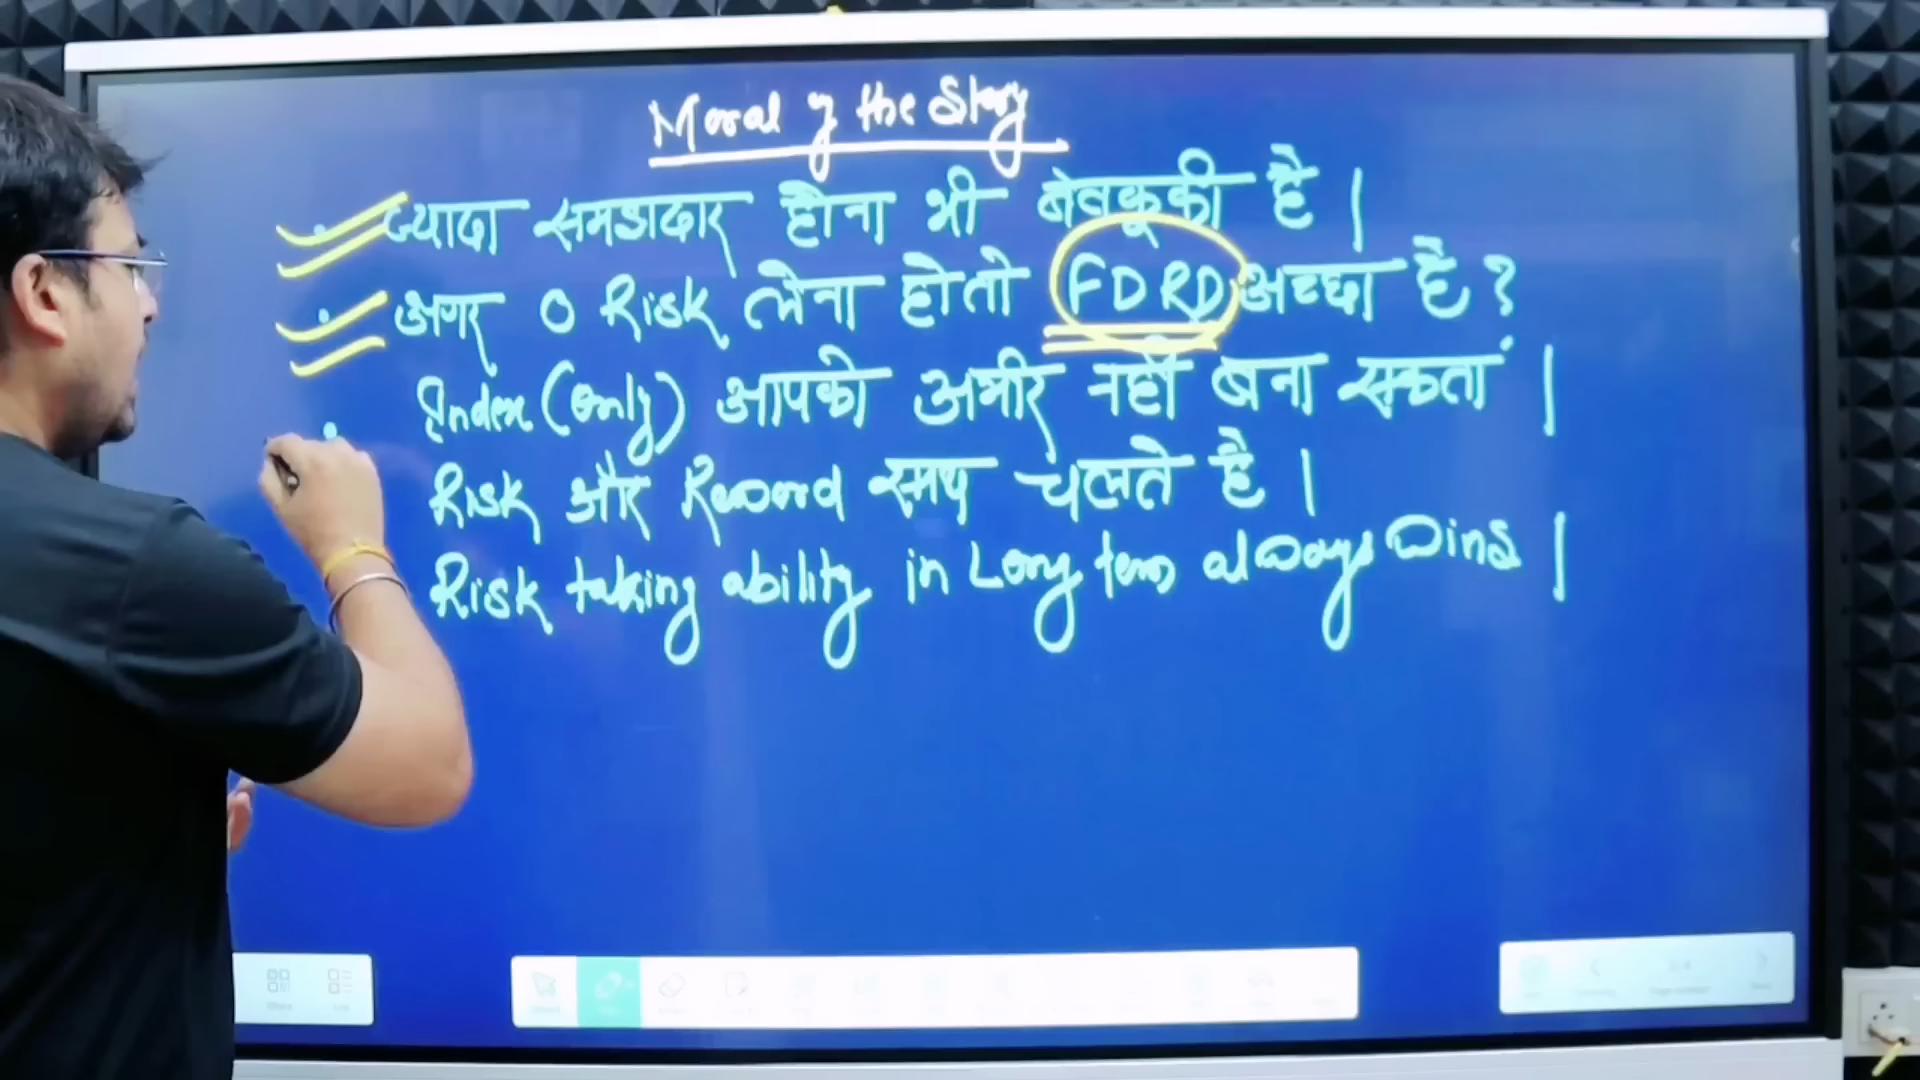 Moral of the Story
ज्यादा समझदार होना भी बेवकूफी है |
अगर 0 Risk लेना हो तो FD RD अच्छा है ?
Index (only) आपको अमीर नहीं बना सकता |
Risk और Reword साथ चलते है |
Risk taking ability in Long term always Wins |